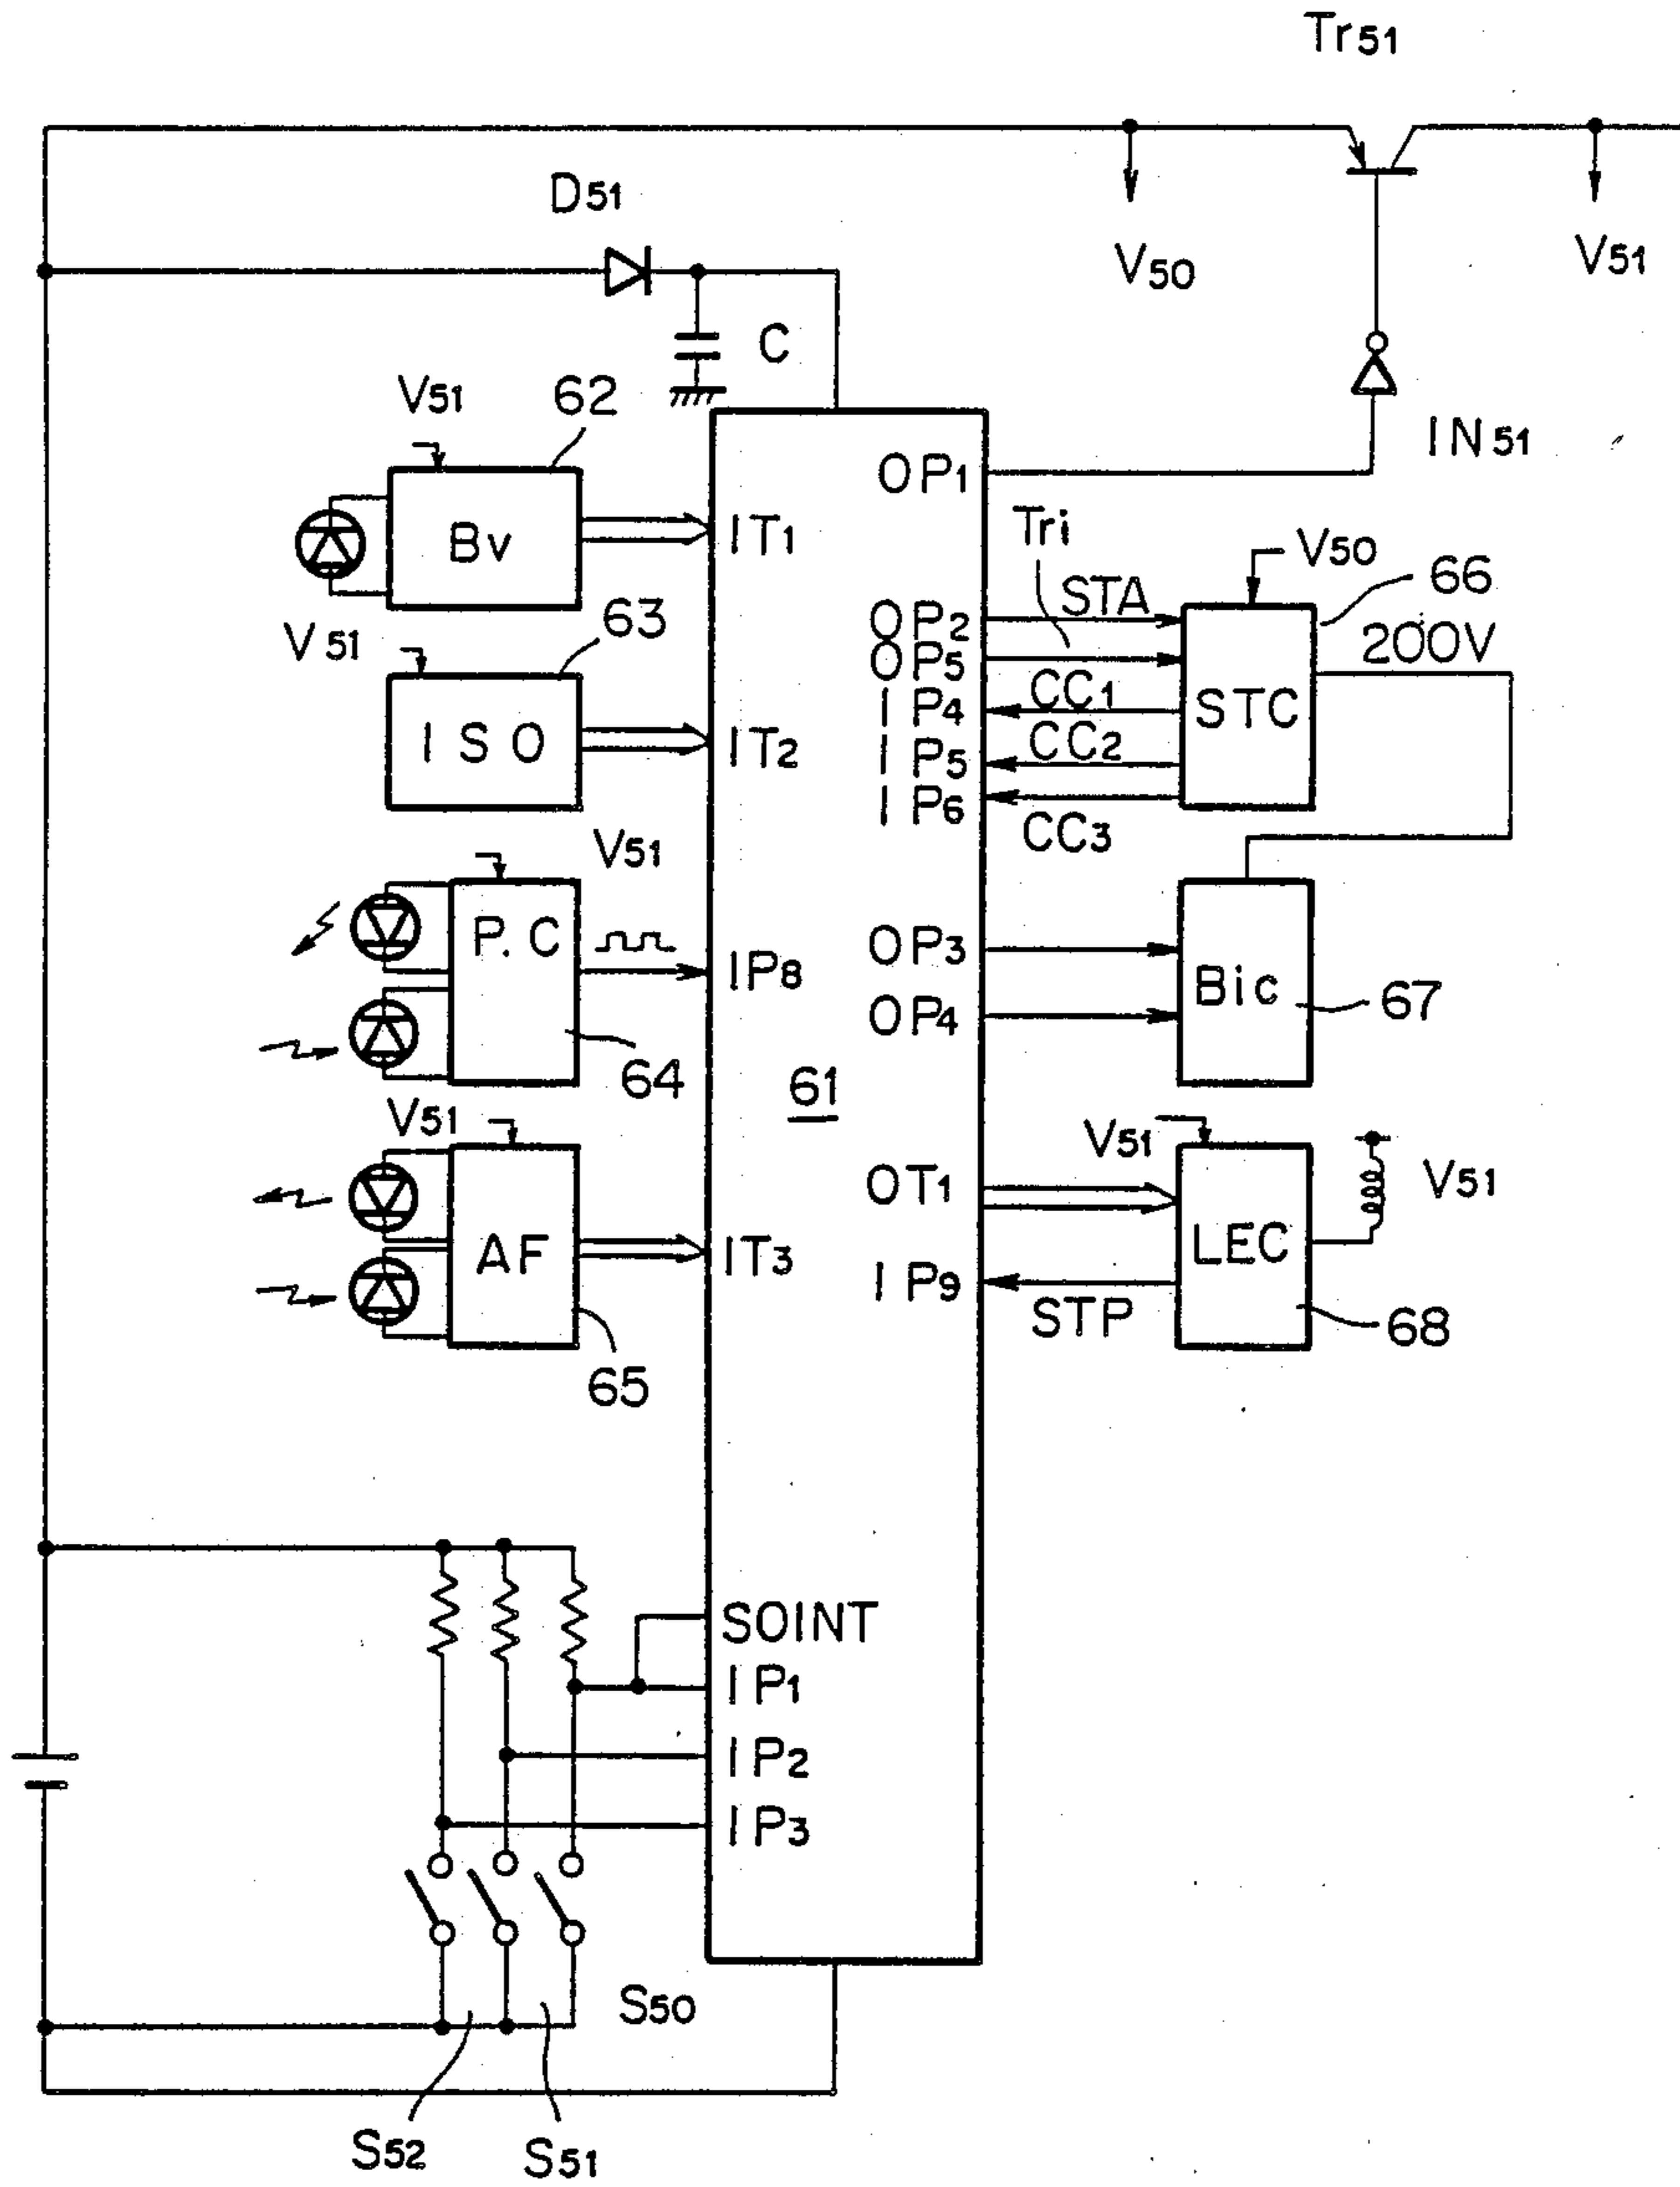 Tr51
D51
V50
V51
C
V51
62
IN51
OP1
Bv
IT1
Tri
V50
66
STA
OP2
V51
63
200V
OP5
CC1
IP4
STC
ISO
IT2
CC2
IP5
IP6
CC3
V51
P.C
OP3
IP8
Bic
67
OP4
64
61
V51
V51
OT1
V51
AF
IT3
LEC
IP9
STP
68
65
SOINT
IP1
IP2
IP3
S50
S52
S51